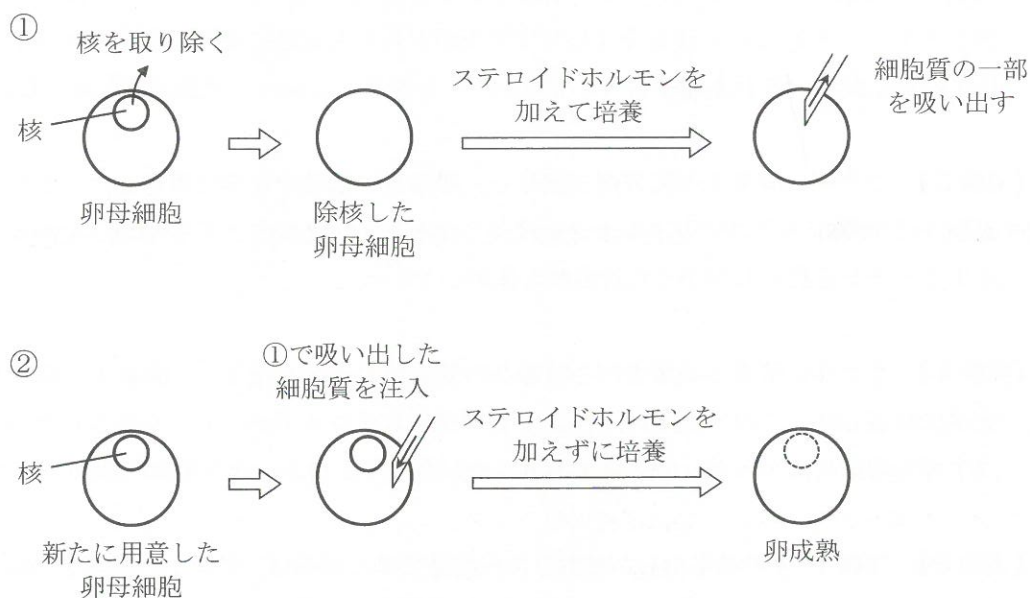 ①
核を取り除く
核
卵母細胞
除核した
卵母細胞
ステロイドホルモンを
加えて培養
細胞質の一部
を吸い出す
②
①で吸い出した
細胞質を注入
核
新たに用意した
卵母細胞
ステロイドホルモンを
加えずに培養
卵成熟